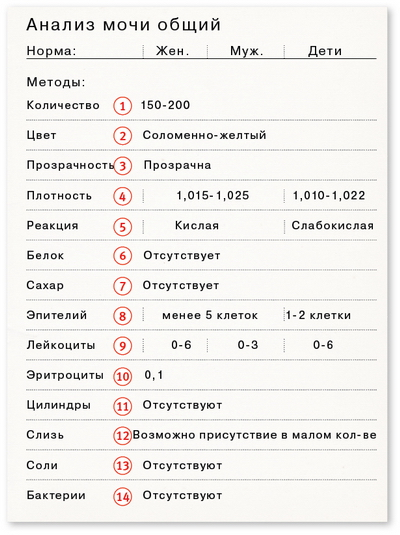 Анализ мочи общий
Норма: Жен. Муж. Дети
Методы:
Количество 1 150-200
Цвет 2 Соломенно-желтый
Прозрачность 3 Прозрачна
Плотность 4 1,015-1,025 1,010-1,022
Реакция 5 Кислая Слабокислая
Белок 6 Отсутствует
Сахар 7 Отсутствует
Эпителий 8 менее 5 клеток 1-2 клетки
Лейкоциты 9 0-6 0-3 0-6
Эритроциты 10 0,1
Цилиндры 11 Отсутствуют
Слизь 12 Возможно присутствие в малом кол-ве
Соли 13 Отсутствуют
Бактерии 14 Отсутствуют